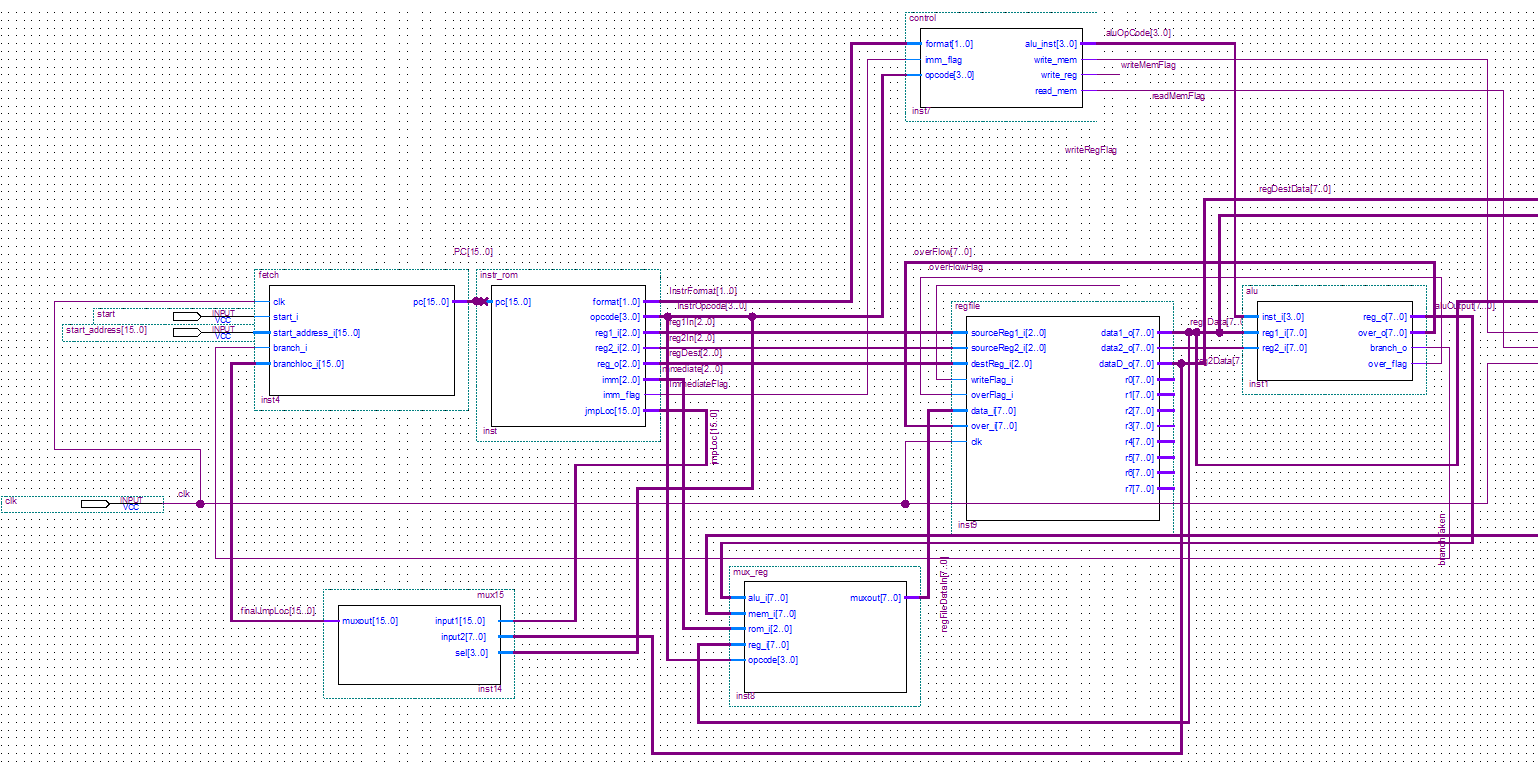 control
format[1..0]
imm_flag
opcode[3..0]
alu_inst[3..0]
write_mem
write_reg
read_mem
inst7
aluOpCode[3..0]
writeMemFlag
readMemFlag
writeRegFlag
regDestData[7..0]
PC[15..0]
fetch
clk
start_i
start_address_i[15..0]
branch_i
branchloc_i[15..0]
pc[15..0]
inst4
start
INPUT
VCC
start_address[15..0]
INPUT
VCC
instr_rom
pc[15..0]
format[1..0]
opcode[3..0]
reg1_i[2..0]
reg2_i[2..0]
reg_o[2..0]
imm[2..0]
imm_flag
jmpLoc[15..0]
inst
InstrFormat[1..0]
InstrOpcode[3..0]
reg1In[2..0]
reg2In[2..0]
regDest[2..0]
Immediate[2..0]
ImmediateFlag
jmpLoc[15..0]
overFlow[7..0]
overFlowFlag
regfile
sourceReg1_i[2..0]
sourceReg2_i[2..0]
destReg_i[2..0]
writeFlag_i
overFlag_i
data_i[7..0]
over_i[7..0]
clk
data1_o[7..0]
data2_o[7..0]
dataD_o[7..0]
r0[7..0]
r1[7..0]
r2[7..0]
r3[7..0]
r4[7..0]
r5[7..0]
r6[7..0]
r7[7..0]
inst9
reg2Data[7
alu
inst_i[3..0]
reg1_i[7..0]
reg2_i[7..0]
reg_o[7..0]
over_o[7..0]
branch_o
over_flag
inst1
aluOutput[7..0]
clk
INPUT
VCC
clk
branchTaken
regFileDataIn[7..0]
mux_reg
alu_i[7..0]
mem_i[7..0]
rom_i[2..0]
reg_i[7..0]
opcode[3..0]
muxout[7..0]
inst8
finalJmpLoc[15..0]
mux15
muxout[15..0]
input1[15..0]
input2[7..0]
sel[3..0]
inst14